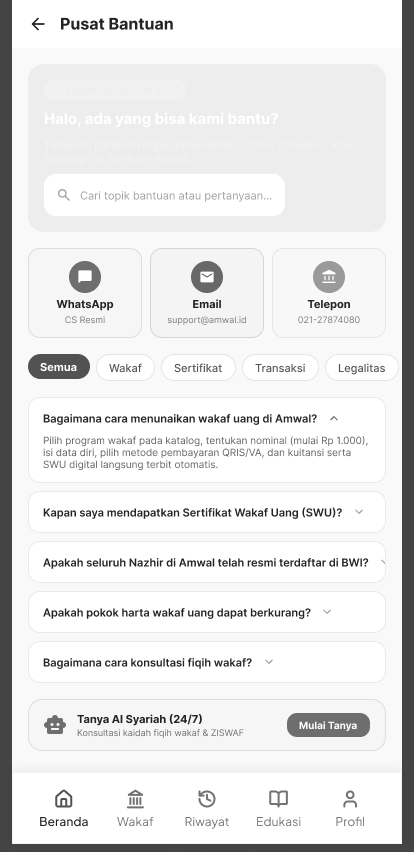 Pusat Bantuan
Halo, ada yang bisa kami bantu?
Cari topik bantuan atau pertanyaan...
WhatsApp
CS Resmi
Email
support@amwal.id
Telepon
021-27874080
Semua
Wakaf
Sertifikat
Transaksi
Legalitas
Bagaimana cara menunaikan wakaf uang di Amwal?
Pilih program wakaf pada katalog, tentukan nominal (mulai Rp 1.000),
isi data diri, pilih metode pembayaran QRIS/VA, dan kuitansi serta
SWU digital langsung terbit otomatis.
Kapan saya mendapatkan Sertifikat Wakaf Uang (SWU)?
Apakah seluruh Nazhir di Amwal telah resmi terdaftar di BWI?
Apakah pokok harta wakaf uang dapat berkurang?
Bagaimana cara konsultasi fiqih wakaf?
Tanya AI Syariah (24/7)
Konsultasi kaidah fiqih wakaf & ZISWAF
Mulai Tanya
Beranda
Wakaf
Riwayat
Edukasi
Profil